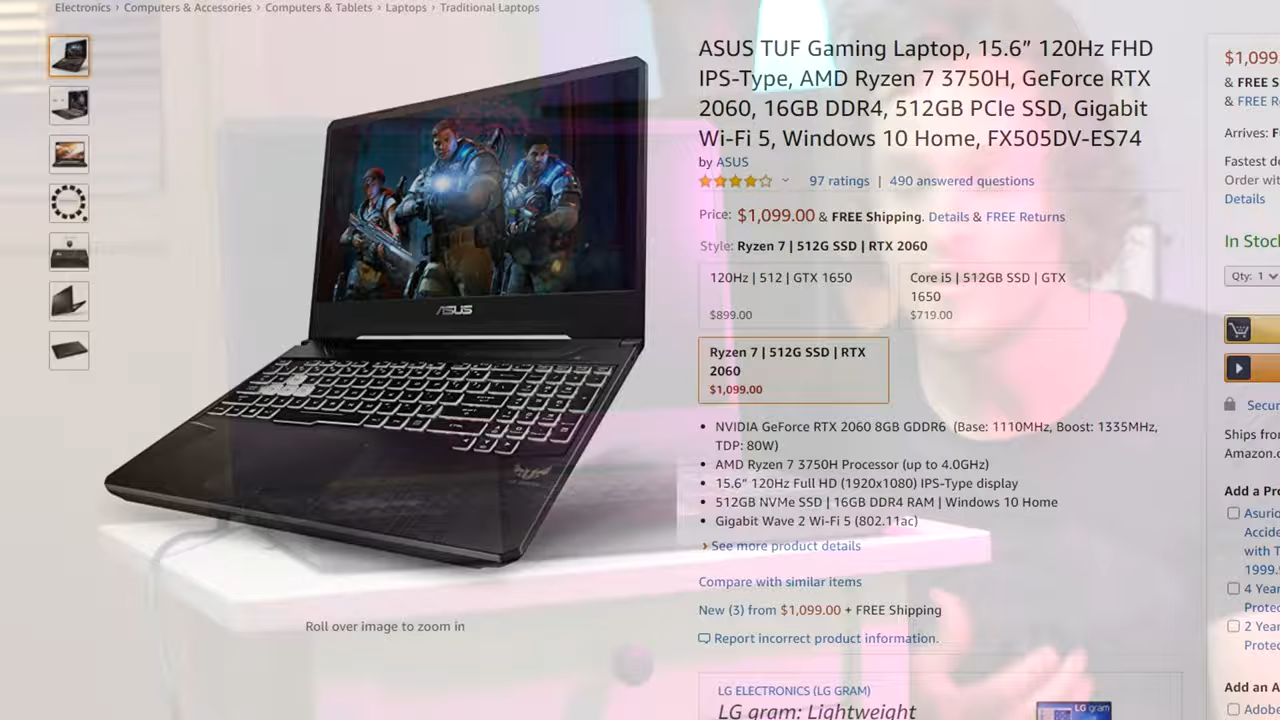 Electronics › Computers & Accessories › Computers & Tablets › Laptops › Traditional Laptops
ASUS TUF Gaming Laptop, 15.6” 120Hz FHD
IPS-Type, AMD Ryzen 7 3750H, GeForce RTX
2060, 16GB DDR4, 512GB PCIe SSD, Gigabit
Wi-Fi 5, Windows 10 Home, FX505DV-ES74
by ASUS
97 ratings | 490 answered questions
Price: $1,099.00 & FREE Shipping. Details & FREE Returns
Style: Ryzen 7 | 512G SSD | RTX 2060
120Hz | 512 | GTX 1650
$899.00
Core i5 | 512GB SSD | GTX
1650
$719.00
Ryzen 7 | 512G SSD | RTX
2060
$1,099.00
• NVIDIA GeForce RTX 2060 8GB GDDR6 (Base: 1110MHz, Boost: 1335MHz,
TDP: 80W)
• AMD Ryzen 7 3750H Processor (up to 4.0GHz)
• 15.6“ 120Hz Full HD (1920x1080) IPS-Type display
• 512GB NVMe SSD | 16GB DDR4 RAM | Windows 10 Home
• Gigabit Wave 2 Wi-Fi 5 (802.11ac)
› See more product details
Compare with similar items
New (3) from $1,099.00 + FREE Shipping
Report incorrect product information.
LG ELECTRONICS (LG GRAM)
LG gram: Lightweight
LG gram
ASUS
Roll over image to zoom in
$1,099.
& FREE S
& FREE R
Arrives: F
Fastest de
Order wit
Details
In Stoc
Qty: 1
Secur
Ships fro
Amazon.c
Add a Pro
Asurio
Accide
with T
1999.
4 Year
Protec
2 Year
Protec
Add an A
Adobe